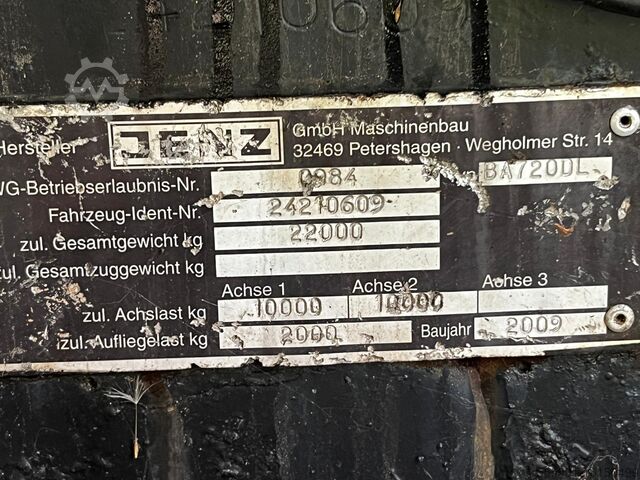 Hersteller JENZ GmbH Maschinenbau
32469 Petershagen · Wegholmer Str. 14
VG-Betriebserlaubnis-Nr. 0984 BA720DL
Fahrzeug-Ident-Nr. 24210609
zul. Gesamtgewicht kg 22000
zul. Gesamtzuggewicht kg
Achse 1 Achse 2 Achse 3
zul. Achslast kg 10000 10000
zul. Aufliegelast kg 2000 Baujahr 2009